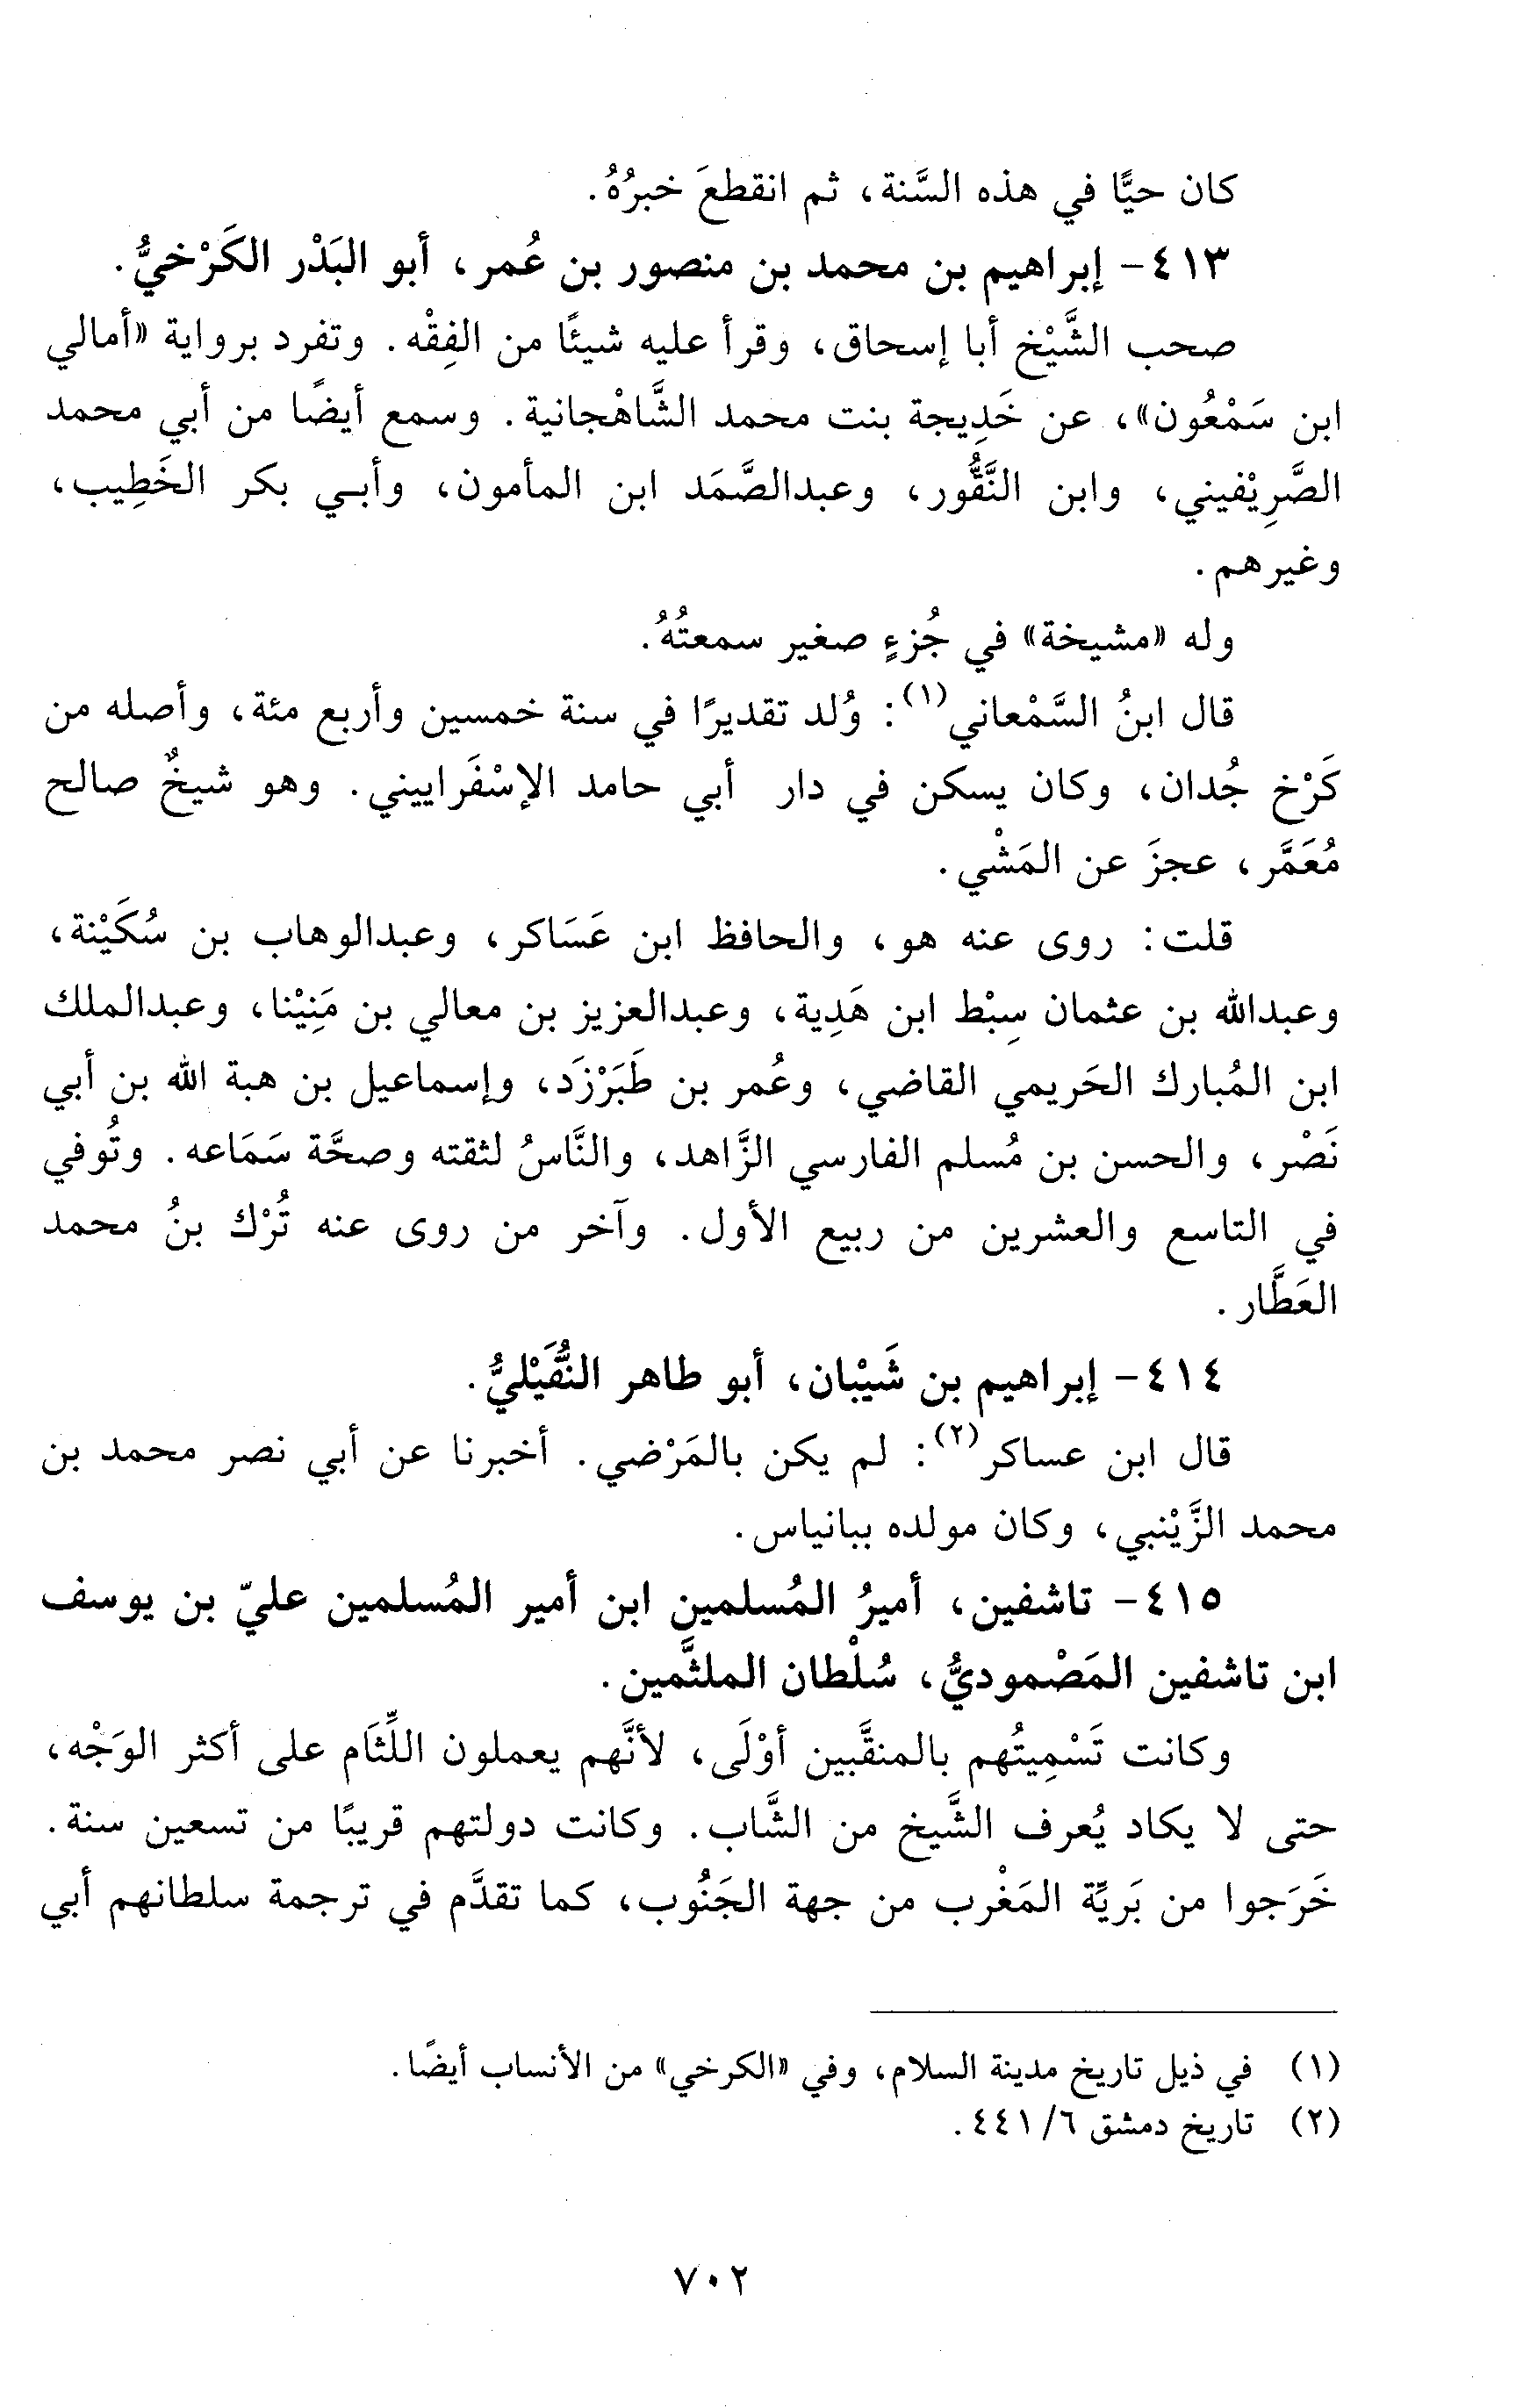 كان حيًّا في هذه السَّنة، ثم انقطعَ خبرُهُ.
٤١٣- إبراهيم بن محمد بن منصور بن عُمر، أبو البَدْر الكَرْخيُّ.
صحب الشَّيْخ أبا إسحاق، وقرأ عليه شيئًا من الفِقْه. وتفرد برواية «أمالي
ابن سَمْعُون»، عن خَدِيجة بنت محمد الشَّاهْجانية. وسمع أيضًا من أبي محمد
الصَّرِيْفيني، وابن النَّقُّور، وعبدالصَّمَد ابن المأمون، وأبي بكر الخَطِيب،
وغيرهم.
وله «مشيخة» في جُزءٍ صغير سمعتُهُ.
قال ابنُ السَّمْعاني(١): وُلد تقديرًا في سنة خمسين وأربع مئة، وأصله من
كَرْخ جُدان، وكان يسكن في دار أبي حامد الإسْفَراييني. وهو شيخٌ صالح
مُعَمَّر، عجزَ عن المَشْي.
قلت: روى عنه هو، والحافظ ابن عَسَاكر، وعبدالوهاب بن سُكَيْنة،
وعبدالله بن عثمان سِبْط ابن هَدِية، وعبدالعزيز بن معالي بن مَنِيْنا، وعبدالملك
ابن المُبارك الحَريمي القاضي، وعُمر بن طَبَرْزَد، وإسماعيل بن هبة الله بن أبي
نَصْر، والحسن بن مُسلم الفارسي الزَّاهد، والنَّاسُ لثقته وصحَّة سَمَاعه. وتُوفي
في التاسع والعشرين من ربيع الأول. وآخر من روى عنه تُرْك بنُ محمد
العَطَّار.
٤١٤- إبراهيم بن شَيْبان، أبو طاهر النُّفَيْليُّ.
قال ابن عساكر(٢): لم يكن بالمَرْضي. أخبرنا عن أبي نصر محمد بن
محمد الزَّيْنبي، وكان مولده ببانياس.
٤١٥- تاشفين، أميرُ المُسلمين ابن أمير المُسلمين عليّ بن يوسف
ابن تاشفين المَصْموديُّ، سُلْطان الملثَّمين.
وكانت تَسْمِيتُهم بالمنقَّبين أوْلَى، لأنَّهم يعملون اللِّثَام على أكثر الوَجْه،
حتى لا يكاد يُعرف الشَّيخ من الشَّاب. وكانت دولتهم قريبًا من تسعين سنة.
خَرَجوا من بَريِّة المَغْرب من جهة الجَنُوب، كما تقدَّم في ترجمة سلطانهم أبي
(١) في ذيل تاريخ مدينة السلام، وفي «الكرخي» من الأنساب أيضًا.
(٢) تاريخ دمشق ٦/ ٤٤١.
٧٠٢